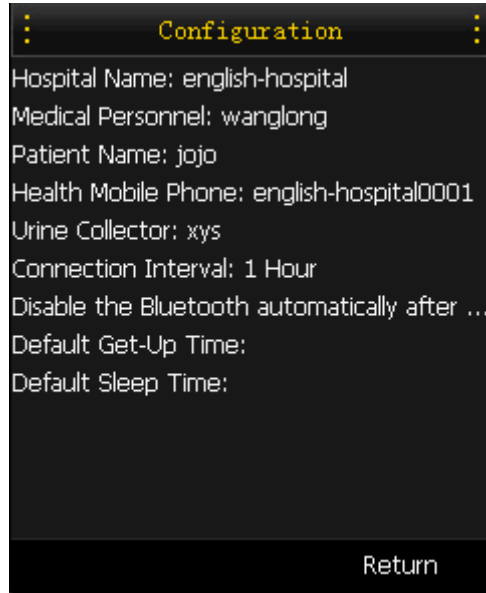 Configuration
Hospital Name: english-hospital
Medical Personnel: wanglong
Patient Name: jojo
Health Mobile Phone: english-hospital0001
Urine Collector: xys
Connection Interval: 1 Hour
Disable the Bluetooth automatically after ...
Default Get-Up Time:
Default Sleep Time:
Return